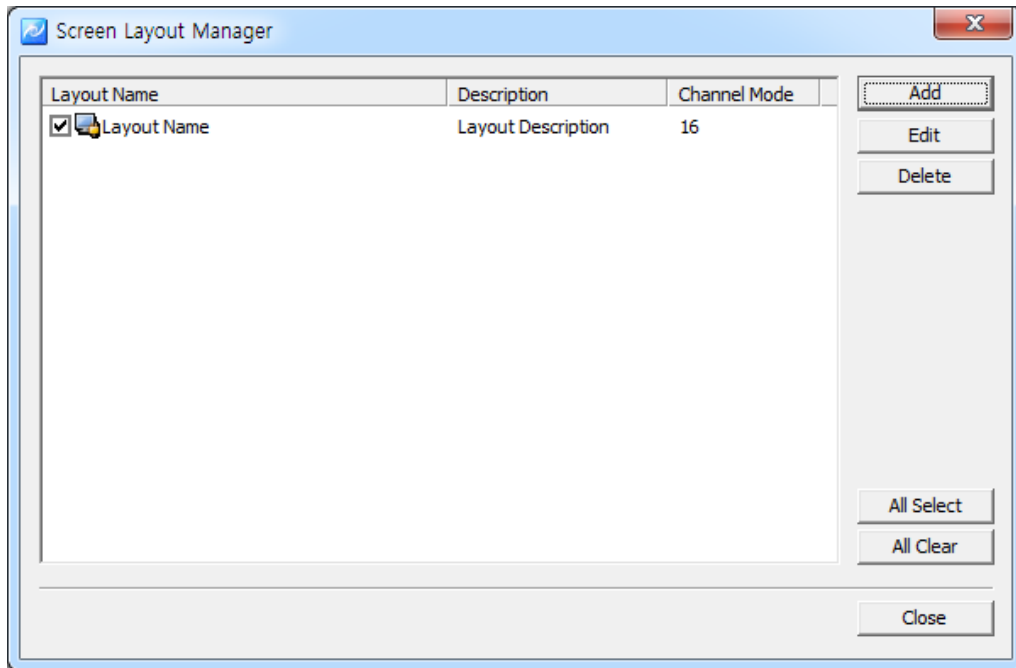 Screen Layout Manager
Layout Name Description Channel Mode
Layout Name Layout Description 16
Add
Edit
Delete
All Select
All Clear
Close